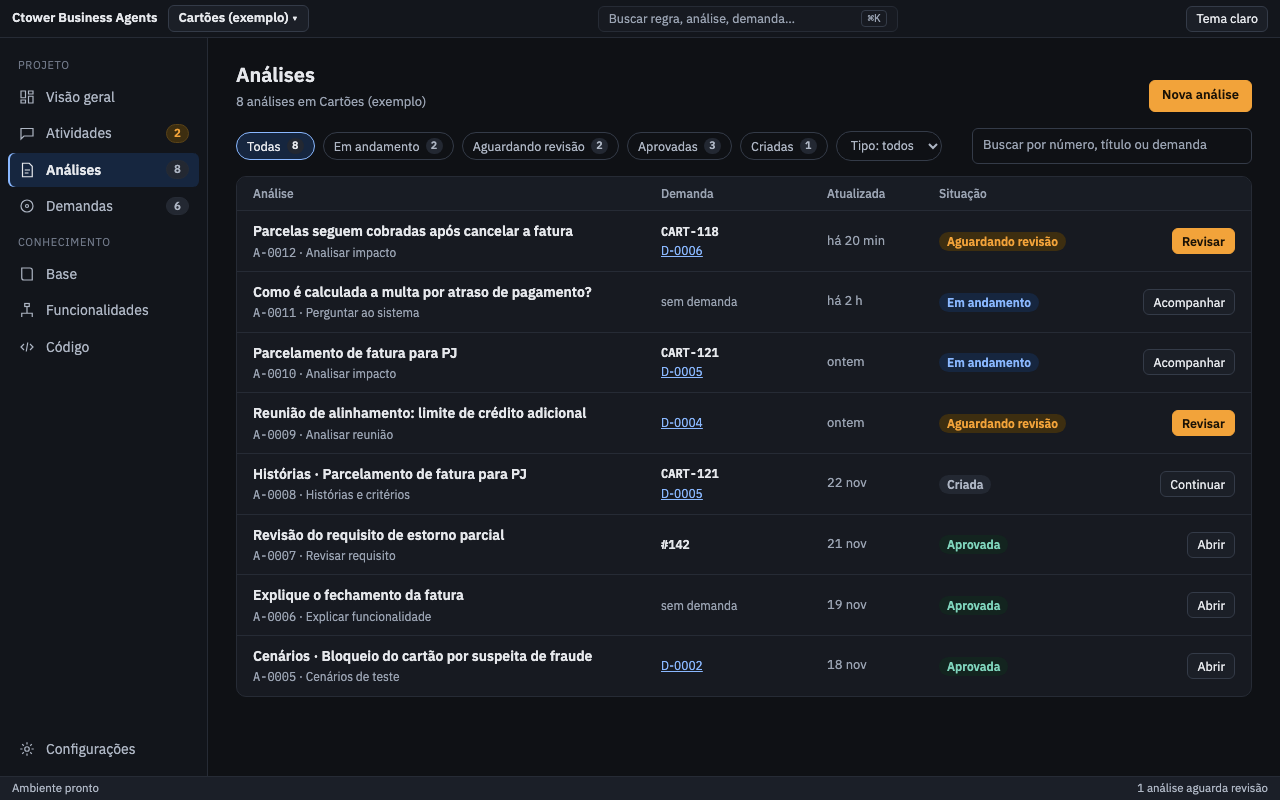 Ctower Business Agents
Cartões (exemplo) ▾
Buscar regra, análise, demanda…
⌘K
Tema claro
PROJETO
Visão geral
Atividades 2
Análises 8
Demandas 6
CONHECIMENTO
Base
Funcionalidades
Código
Configurações
Análises
8 análises em Cartões (exemplo)
Nova análise
Todas 8
Em andamento 2
Aguardando revisão 2
Aprovadas 3
Criadas 1
Tipo: todos
Buscar por número, título ou demanda
Análise Demanda Atualizada Situação
Parcelas seguem cobradas após cancelar a fatura
A-0012 · Analisar impacto
CART-118
D-0006
há 20 min
Aguardando revisão
Revisar
Como é calculada a multa por atraso de pagamento?
A-0011 · Perguntar ao sistema
sem demanda
há 2 h
Em andamento
Acompanhar
Parcelamento de fatura para PJ
A-0010 · Analisar impacto
CART-121
D-0005
ontem
Em andamento
Acompanhar
Reunião de alinhamento: limite de crédito adicional
A-0009 · Analisar reunião
D-0004
ontem
Aguardando revisão
Revisar
Histórias · Parcelamento de fatura para PJ
A-0008 · Histórias e critérios
CART-121
D-0005
22 nov
Criada
Continuar
Revisão do requisito de estorno parcial
A-0007 · Revisar requisito
#142
21 nov
Aprovada
Abrir
Explique o fechamento da fatura
A-0006 · Explicar funcionalidade
sem demanda
19 nov
Aprovada
Abrir
Cenários · Bloqueio do cartão por suspeita de fraude
A-0005 · Cenários de teste
D-0002
18 nov
Aprovada
Abrir
Ambiente pronto
1 análise aguarda revisão